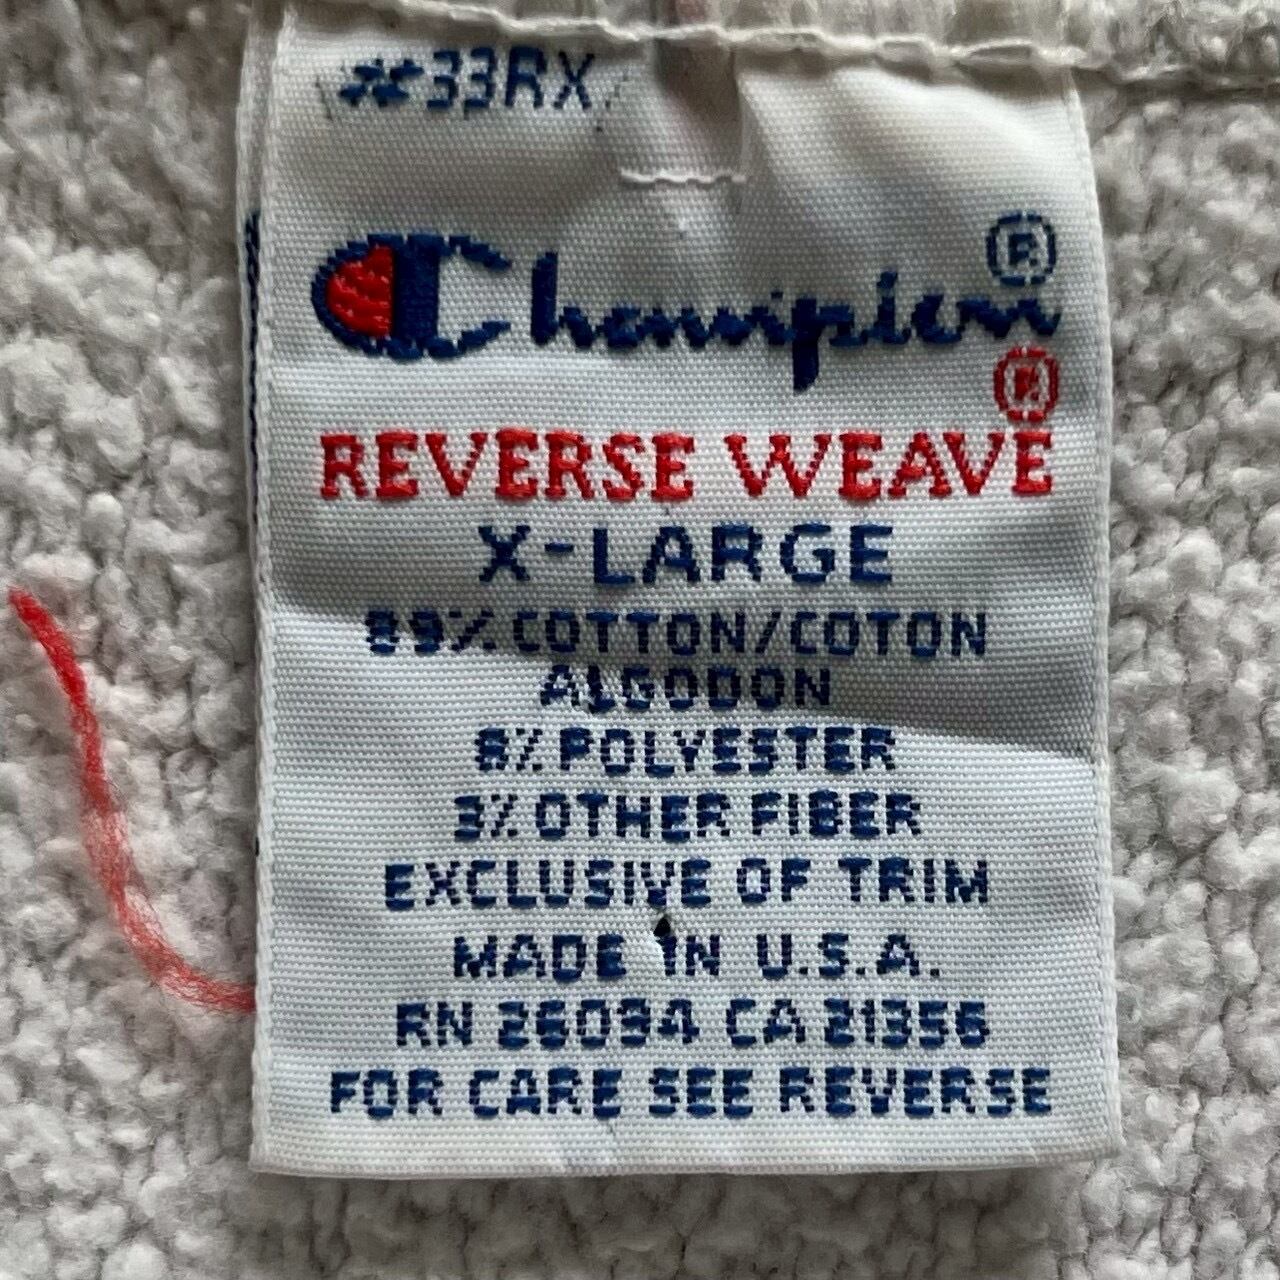 #33RX
Champion ®
REVERSE WEAVE ®
X-LARGE
89% COTTON/COTON
ALGODON
8% POLYESTER
3% OTHER FIBER
EXCLUSIVE OF TRIM
MADE IN U.S.A.
RN 26094 CA 21356
FOR CARE SEE REVERSE